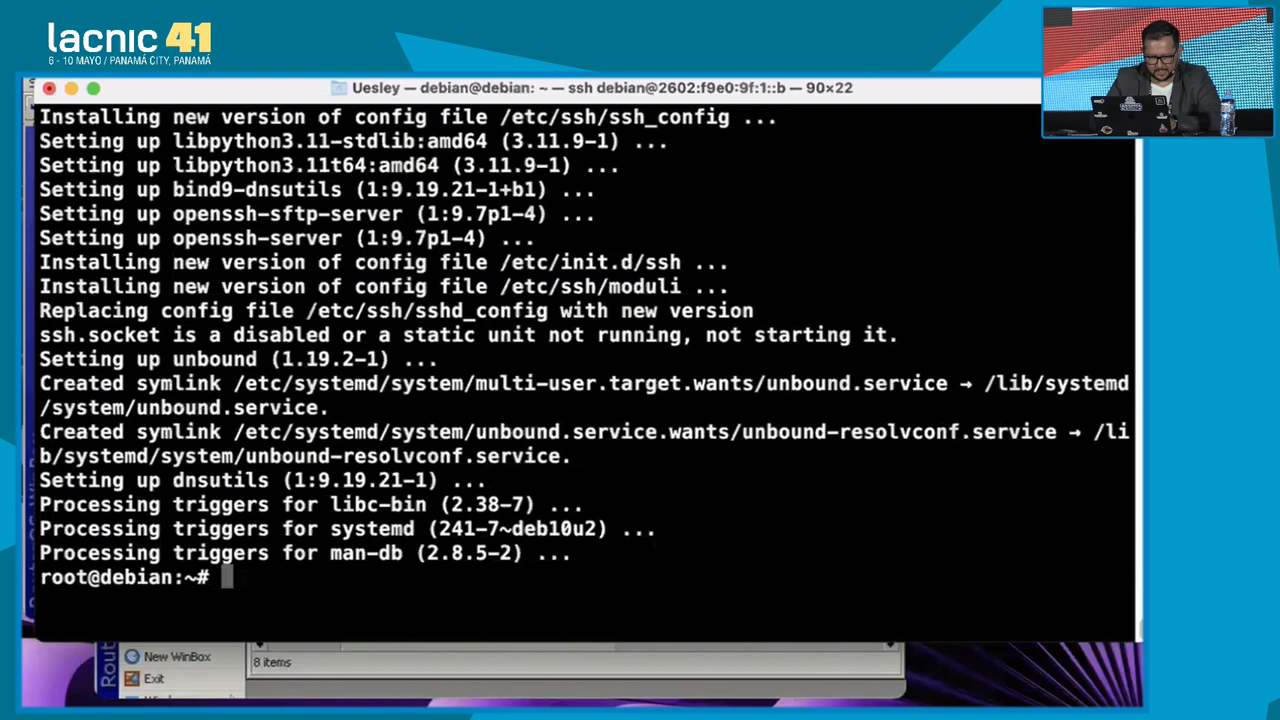 lacnic 41
6 - 10 MAYO / PANAMÁ CITY, PANAMÁ
Uesley — debian@debian: ~ — ssh debian@2602:f9e0:9f:1::b — 90x22
Installing new version of config file /etc/ssh/ssh_config ...
Setting up libpython3.11-stdlib:amd64 (3.11.9-1) ...
Setting up libpython3.11t64:amd64 (3.11.9-1) ...
Setting up bind9-dnsutils (1:9.19.21-1+b1) ...
Setting up openssh-sftp-server (1:9.7p1-4) ...
Setting up openssh-server (1:9.7p1-4) ...
Installing new version of config file /etc/init.d/ssh ...
Installing new version of config file /etc/ssh/moduli ...
Replacing config file /etc/ssh/sshd_config with new version
ssh.socket is a disabled or a static unit not running, not starting it.
Setting up unbound (1.19.2-1) ...
Created symlink /etc/systemd/system/multi-user.target.wants/unbound.service → /lib/systemd
/system/unbound.service.
Created symlink /etc/systemd/system/unbound.service.wants/unbound-resolvconf.service → /li
b/systemd/system/unbound-resolvconf.service.
Setting up dnsutils (1:9.19.21-1) ...
Processing triggers for libc-bin (2.38-7) ...
Processing triggers for systemd (241-7~deb10u2) ...
Processing triggers for man-db (2.8.5-2) ...
root@debian:~#
New WinBox
8 items
Exit